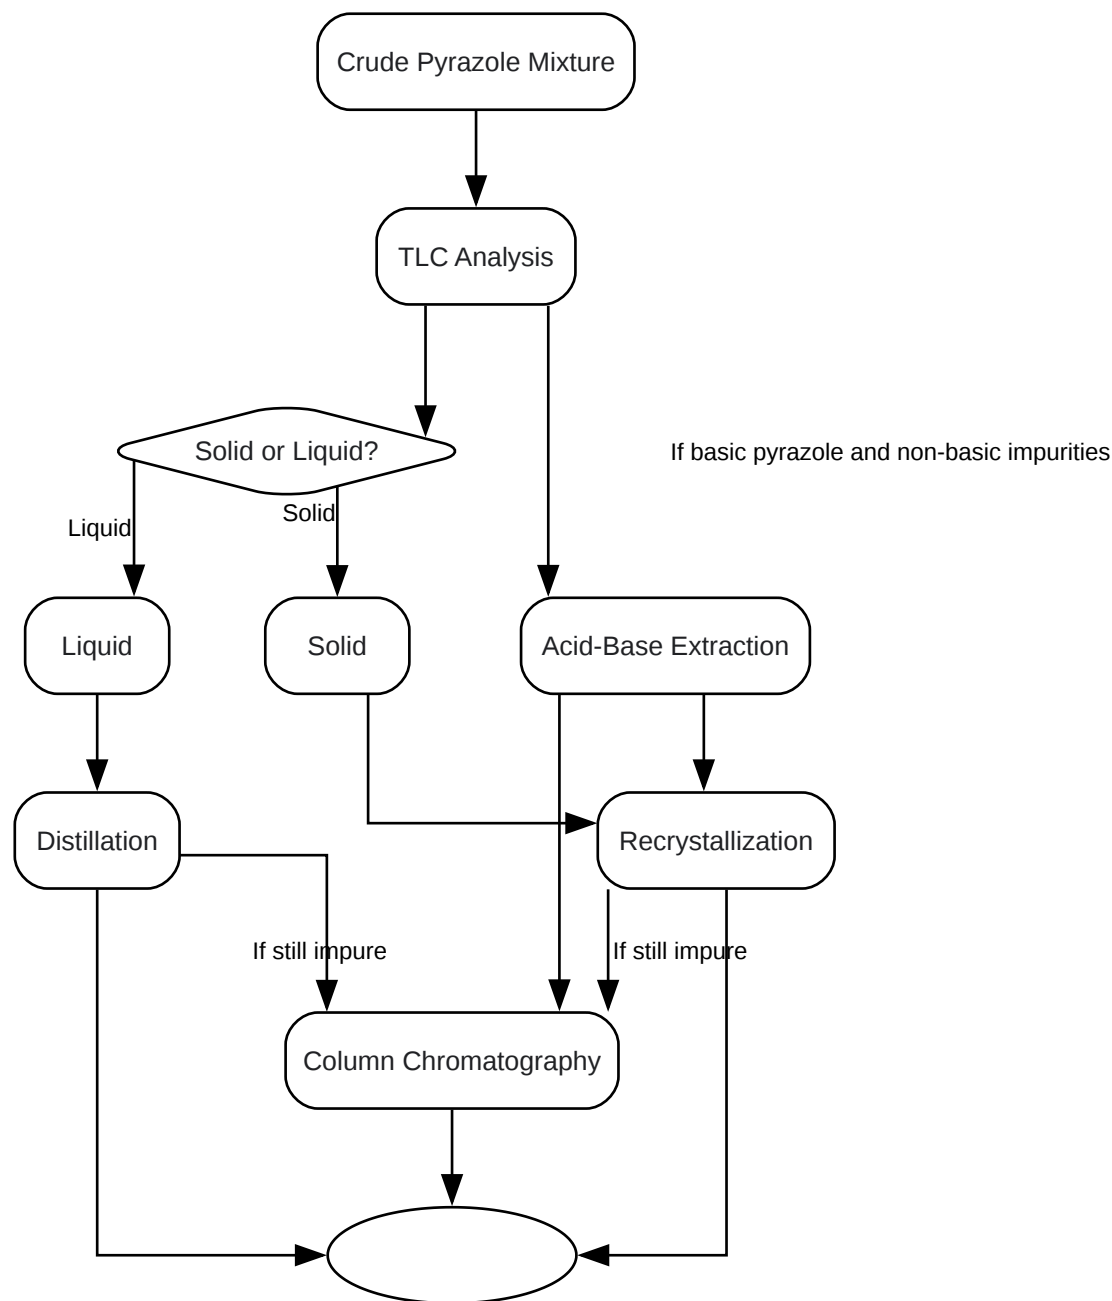 Crude Pyrazole Mixture
TLC Analysis
Solid or Liquid?
If basic pyrazole and non-basic impurities
Liquid
Solid
Liquid
Solid
Acid-Base Extraction
Distillation
Recrystallization
If still impure
If still impure
Column Chromatography